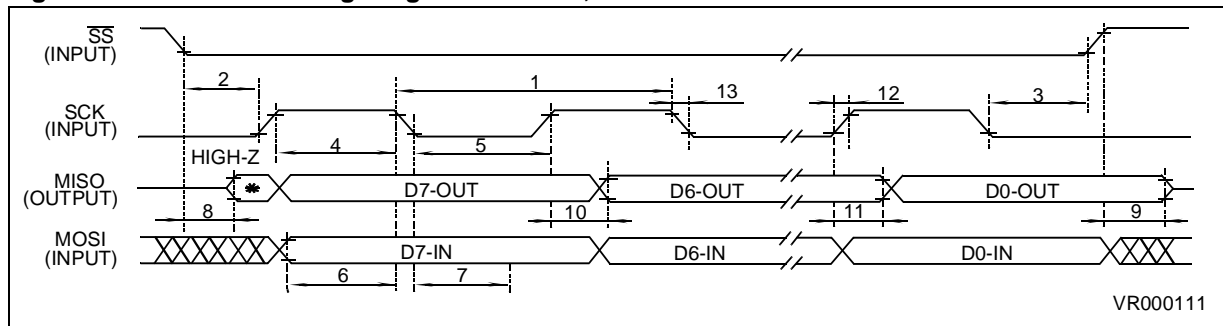 SS
(INPUT)
2
1
13
12
3
SCK
(INPUT)
4
5
HIGH-Z
MISO
(OUTPUT)
*
D7-OUT
D6-OUT
D0-OUT
8
10
11
9
MOSI
(INPUT)
D7-IN
D6-IN
D0-IN
6
7
VR000111